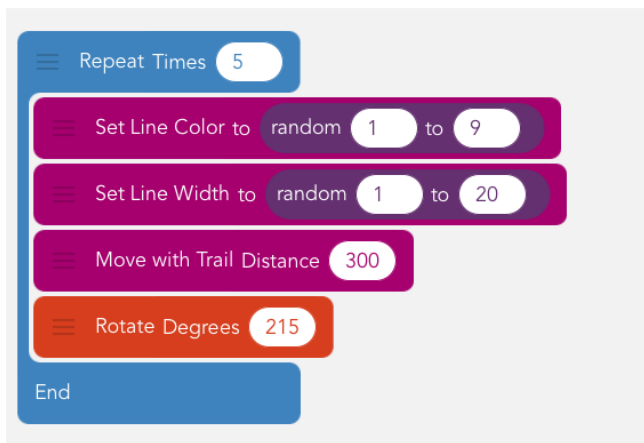 Repeat Times 5
Set Line Color to random 1 to 9
Set Line Width to random 1 to 20
Move with Trail Distance 300
Rotate Degrees 215
End